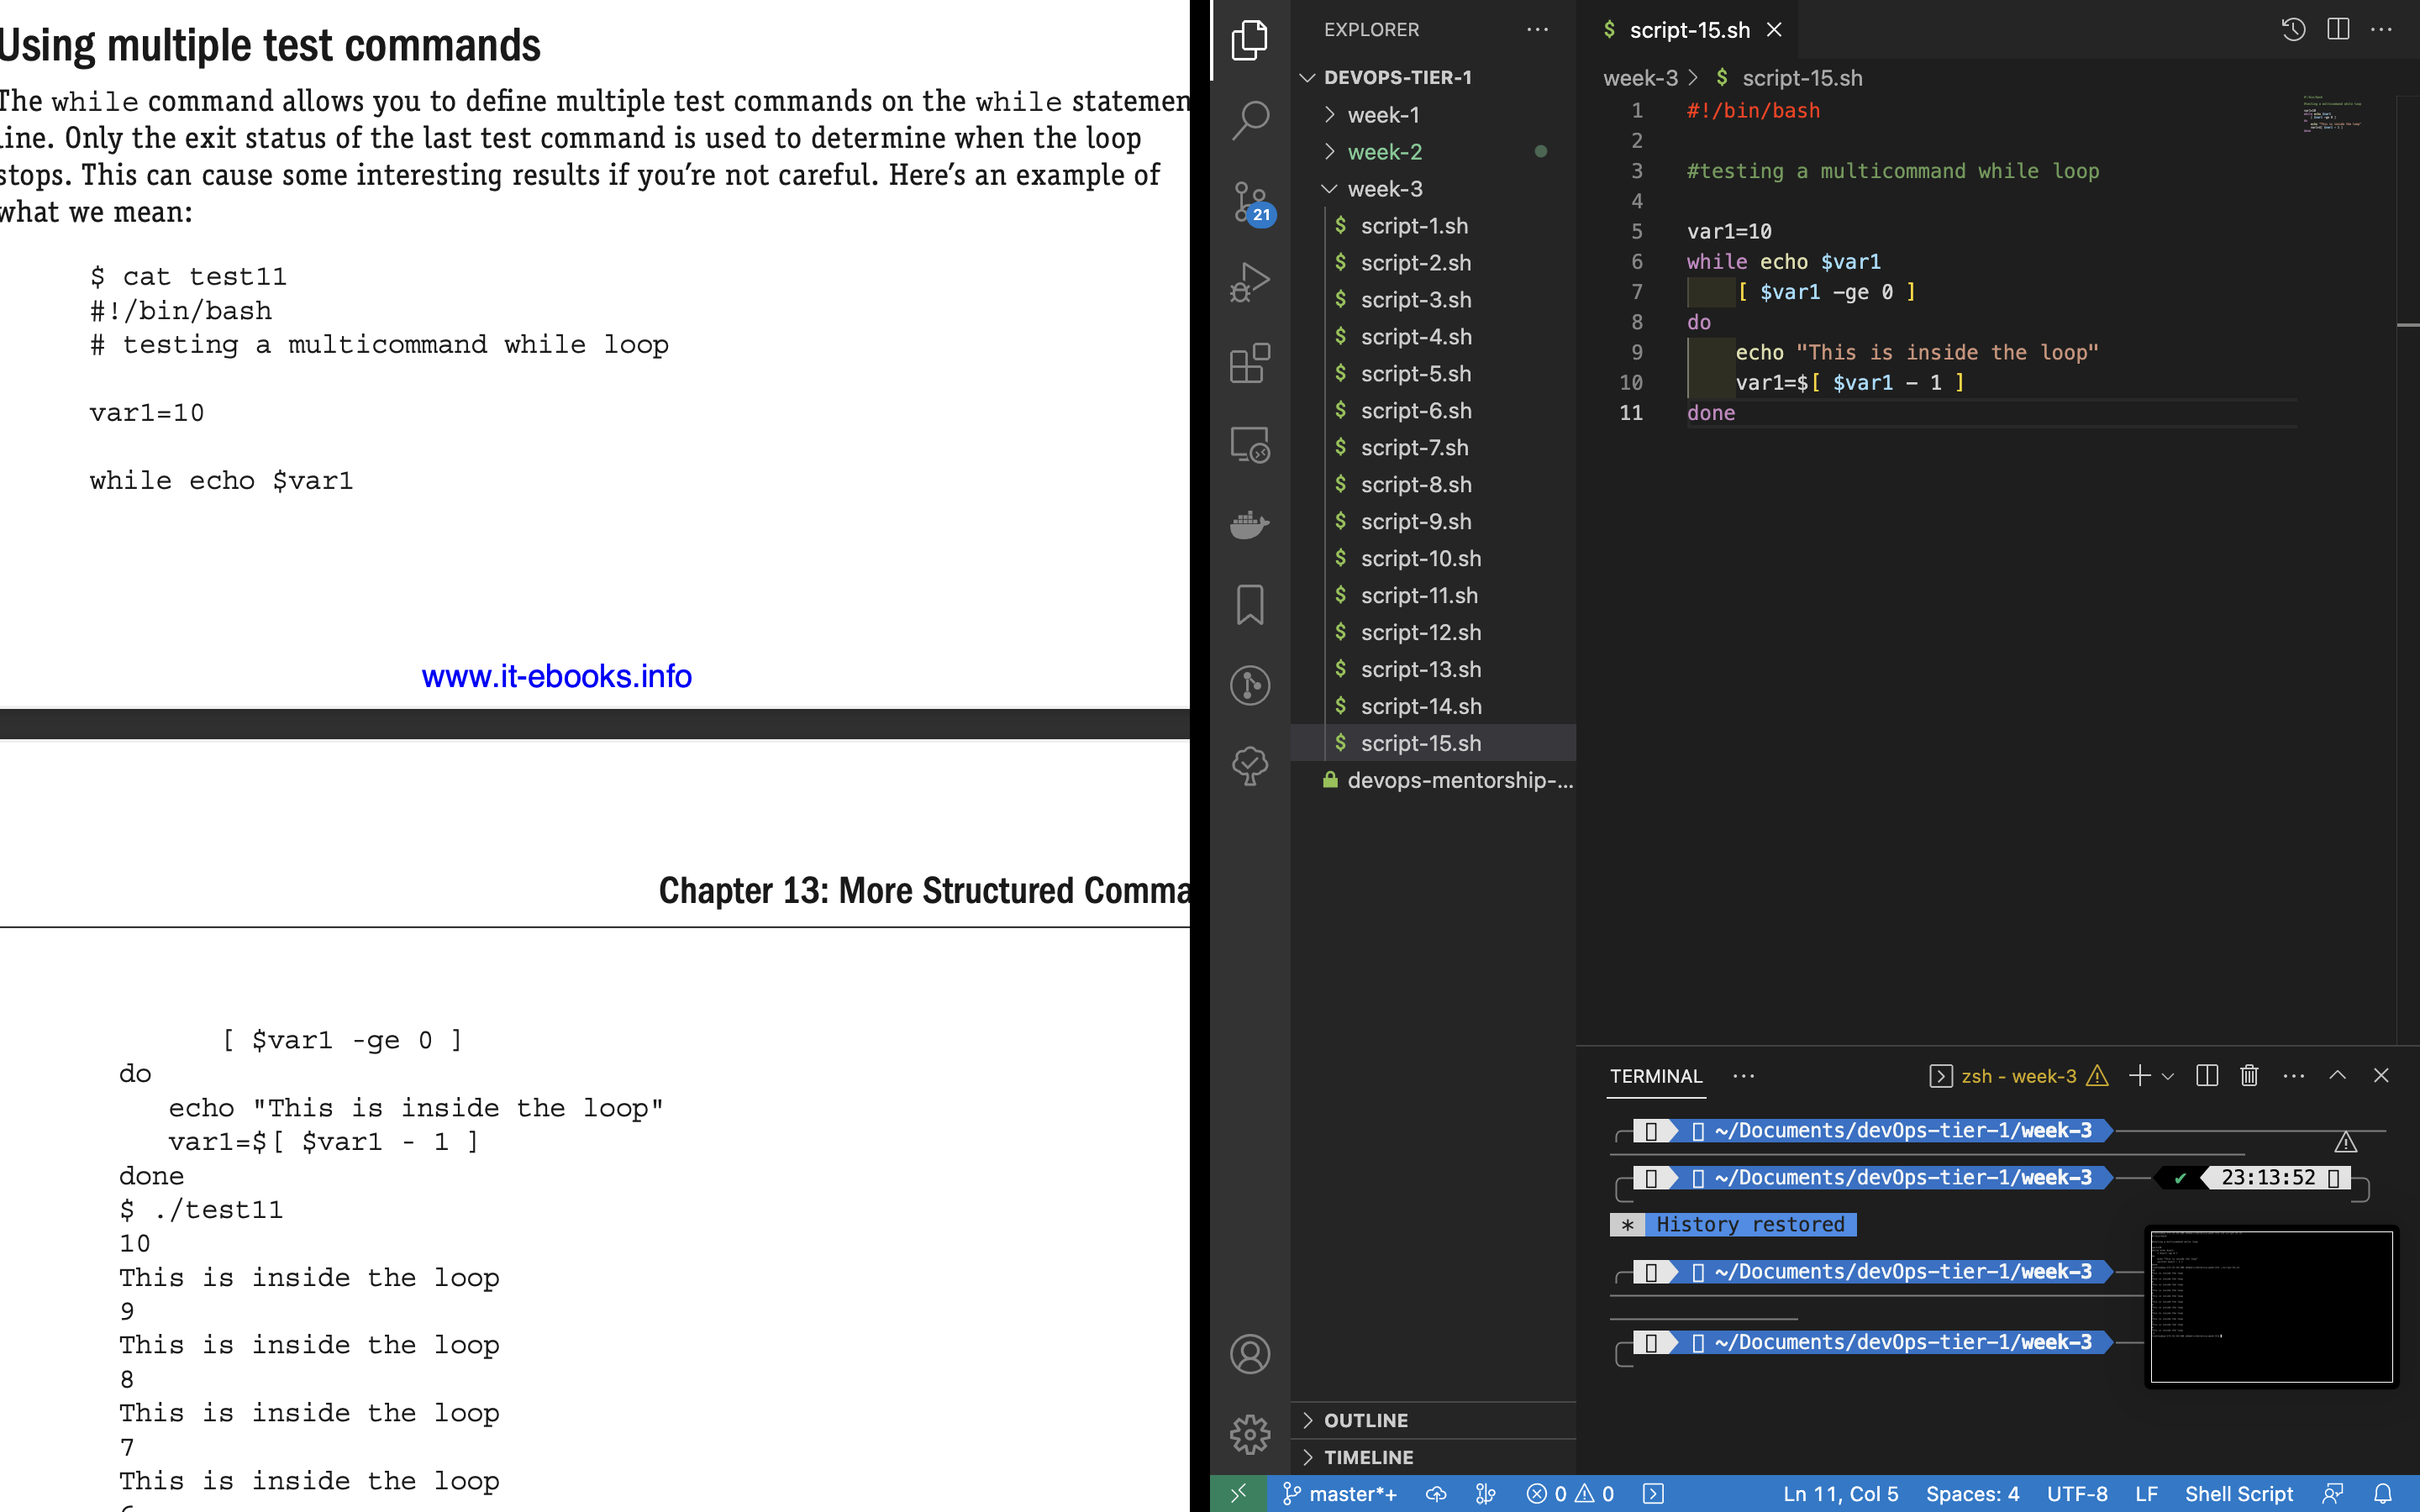 Using multiple test commands
The while command allows you to define multiple test commands on the while statemen
line. Only the exit status of the last test command is used to determine when the loop
stops. This can cause some interesting results if you're not careful. Here's an example of
what we mean:
$ cat test11
#!/bin/bash
# testing a multicommand while loop
var1=10
while echo $var1
www.it-ebooks.info
Chapter 13: More Structured Comma
[ $var1 -ge 0 ]
do
echo "This is inside the loop"
var1=$[ $var1 - 1 ]
done
$ ./test11
10
This is inside the loop
9
This is inside the loop
8
This is inside the loop
7
This is inside the loop
21
EXPLORER
DEVOPS-TIER-1
week-1
week-2
week-3
$ script-1.sh
$ script-2.sh
$ script-3.sh
$ script-4.sh
$ script-5.sh
$ script-6.sh
$ script-7.sh
$ script-8.sh
$ script-9.sh
$ script-10.sh
$ script-11.sh
$ script-12.sh
$ script-13.sh
$ script-14.sh
$ script-15.sh
devops-mentorship-...
OUTLINE
TIMELINE
$ script-15.sh
week-3 > $ script-15.sh
1 #!/bin/bash
2
3 #testing a multicommand while loop
4
5 var1=10
6 while echo $var1
7 [ $var1 -ge 0 ]
8 do
9 echo "This is inside the loop"
10 var1=$[ $var1 - 1 ]
11 done
TERMINAL
zsh - week-3
~/Documents/devOps-tier-1/week-3
~/Documents/devOps-tier-1/week-3 ✔ 23:13:52
* History restored
~/Documents/devOps-tier-1/week-3
~/Documents/devOps-tier-1/week-3
master*+ 0 0 Ln 11, Col 5 Spaces: 4 UTF-8 LF Shell Script